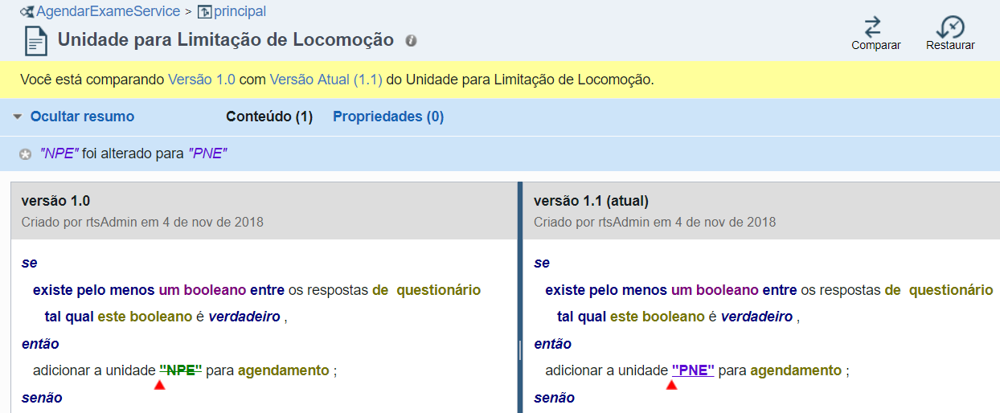 AgendarExameService > principal
Unidade para Limitação de Locomoção
Comparar
Restaurar
Você está comparando Versão 1.0 com Versão Atual (1.1) do Unidade para Limitação de Locomoção.
Ocultar resumo Conteúdo (1) Propriedades (0)
"NPE" foi alterado para "PNE"
versão 1.0
Criado por rtsAdmin em 4 de nov de 2018
se
existe pelo menos um booleano entre os respostas de questionário
tal qual este booleano é verdadeiro ,
então
adicionar a unidade "NPE" para agendamento ;
senão
versão 1.1 (atual)
Criado por rtsAdmin em 4 de nov de 2018
se
existe pelo menos um booleano entre os respostas de questionário
tal qual este booleano é verdadeiro ,
então
adicionar a unidade "PNE" para agendamento ;
senão